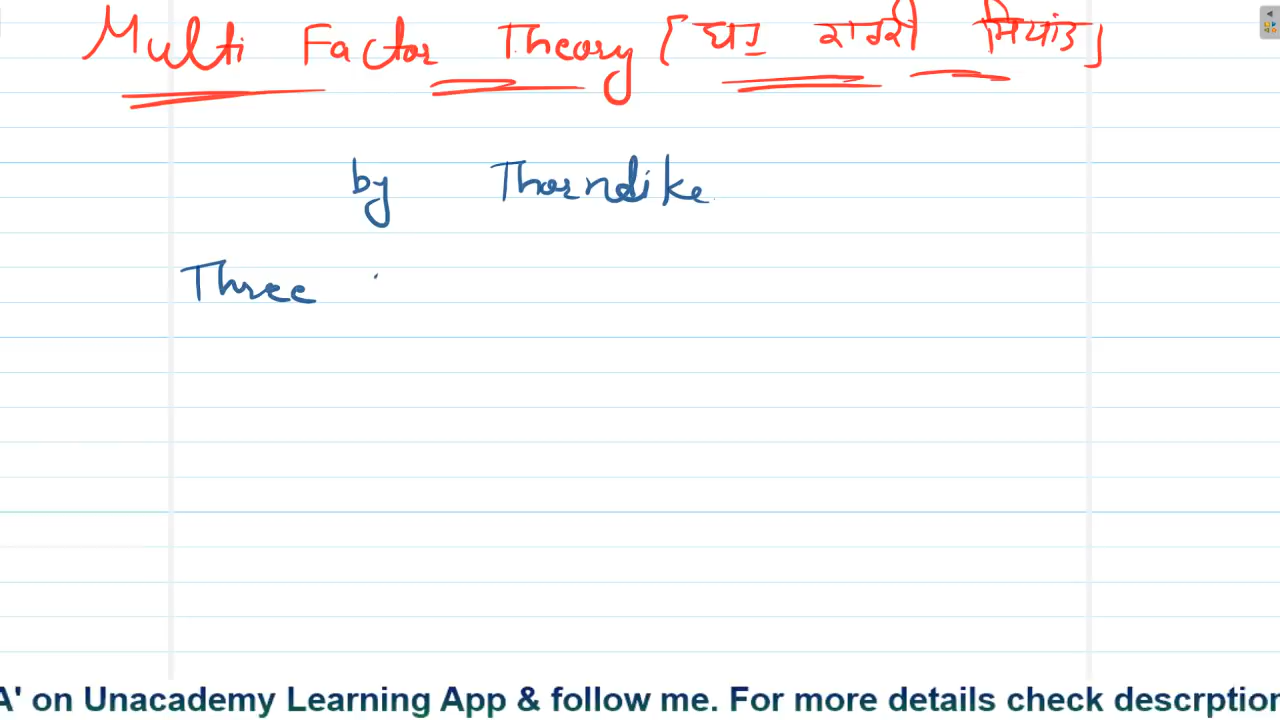 Multi Factor Theory [
by Thorndike
Three
A' on Unacademy Learning App & follow me. For more details check descrption